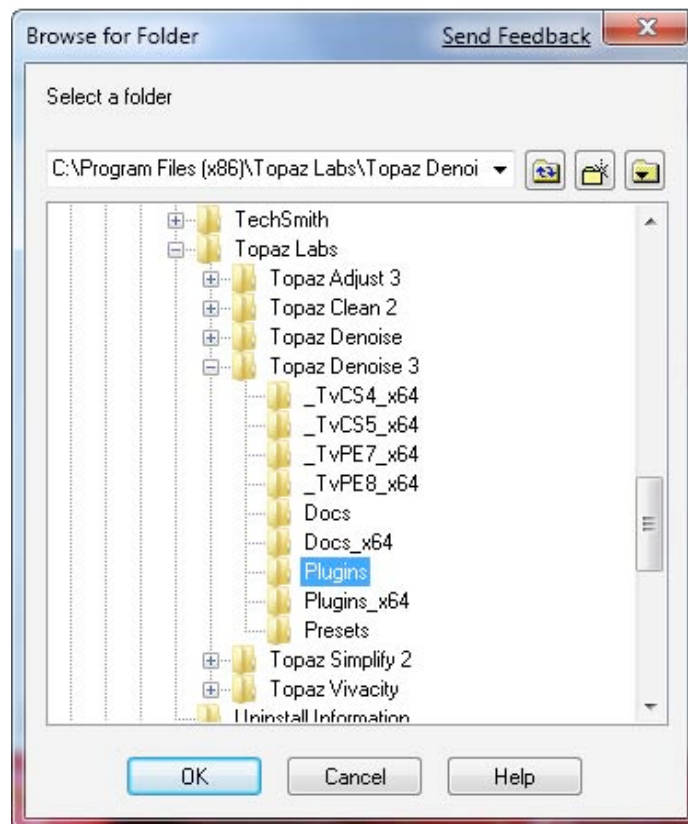 Browse for Folder Send Feedback
Select a folder
C:\Program Files (x86)\Topaz Labs\Topaz Denoi
TechSmith
Topaz Labs
Topaz Adjust 3
Topaz Clean 2
Topaz Denoise
Topaz Denoise 3
_TvCS4_x64
_TvCS5_x64
_TvPE7_x64
_TvPE8_x64
Docs
Docs_x64
Plugins
Plugins_x64
Presets
Topaz Simplify 2
Topaz Vivacity
Uninstall Information
OK Cancel Help